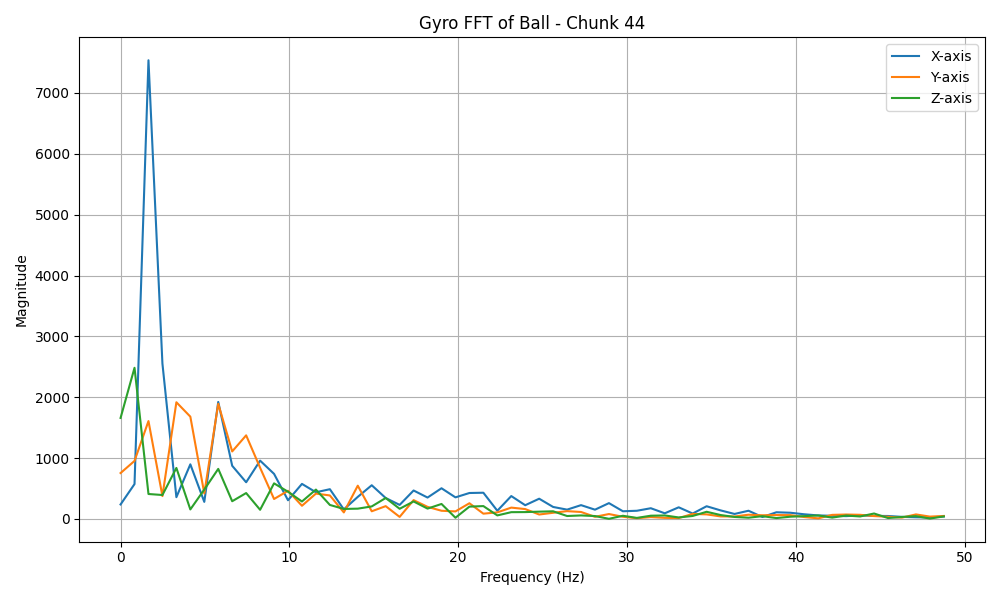 Gyro FFT of Ball - Chunk 44
X-axis
Y-axis
Z-axis
Magnitude
7000
6000
5000
4000
3000
2000
1000
0
0 10 20 30 40 50
Frequency (Hz)